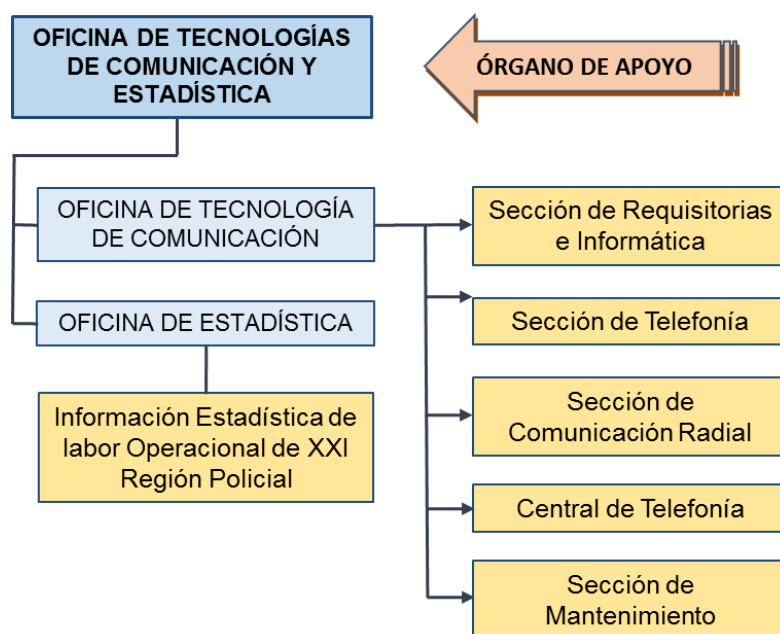 OFICINA DE TECNOLOGÍAS
DE COMUNICACIÓN Y
ESTADÍSTICA
ÓRGANO DE APOYO
OFICINA DE TECNOLOGÍA
DE COMUNICACIÓN
OFICINA DE ESTADÍSTICA
Información Estadística de
labor Operacional de XXI
Región Policial
Sección de Requisitorias
e Informática
Sección de Telefonía
Sección de
Comunicación Radial
Central de Telefonía
Sección de
Mantenimiento